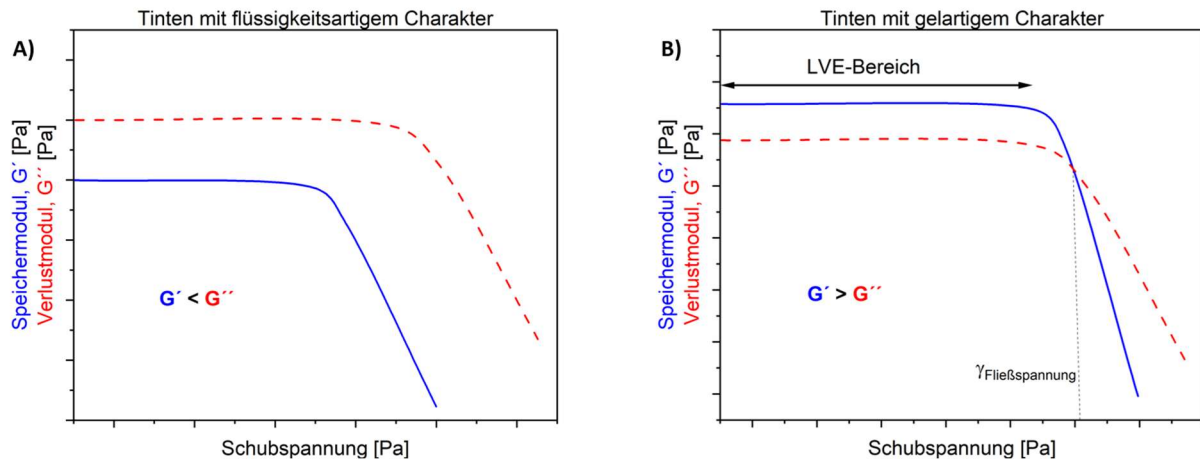 Tinten mit flüssigkeitsartigem Charakter
A)
Speichermodul, G´ [Pa]
Verlustmodul, G´´ [Pa]
G´ < G´´
Schubspannung [Pa]
Tinten mit gelartigem Charakter
B)
LVE-Bereich
Speichermodul, G´ [Pa]
Verlustmodul, G´´ [Pa]
G´ > G´´
γFließspannung
Schubspannung [Pa]